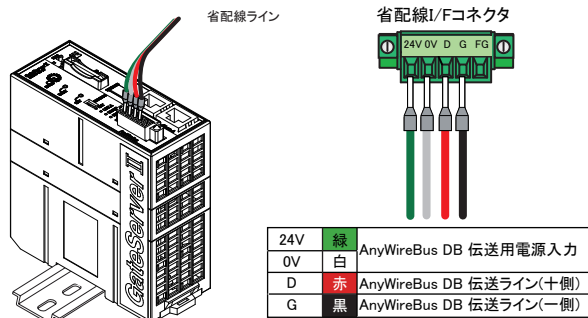 省配線ライン
省配線I/Fコネクタ
24V 0V D G FG
GateServer II
24V 緑 AnyWireBus DB 伝送用電源入力
0V 白
D 赤 AnyWireBus DB 伝送ライン(＋側)
G 黒 AnyWireBus DB 伝送ライン(－側)